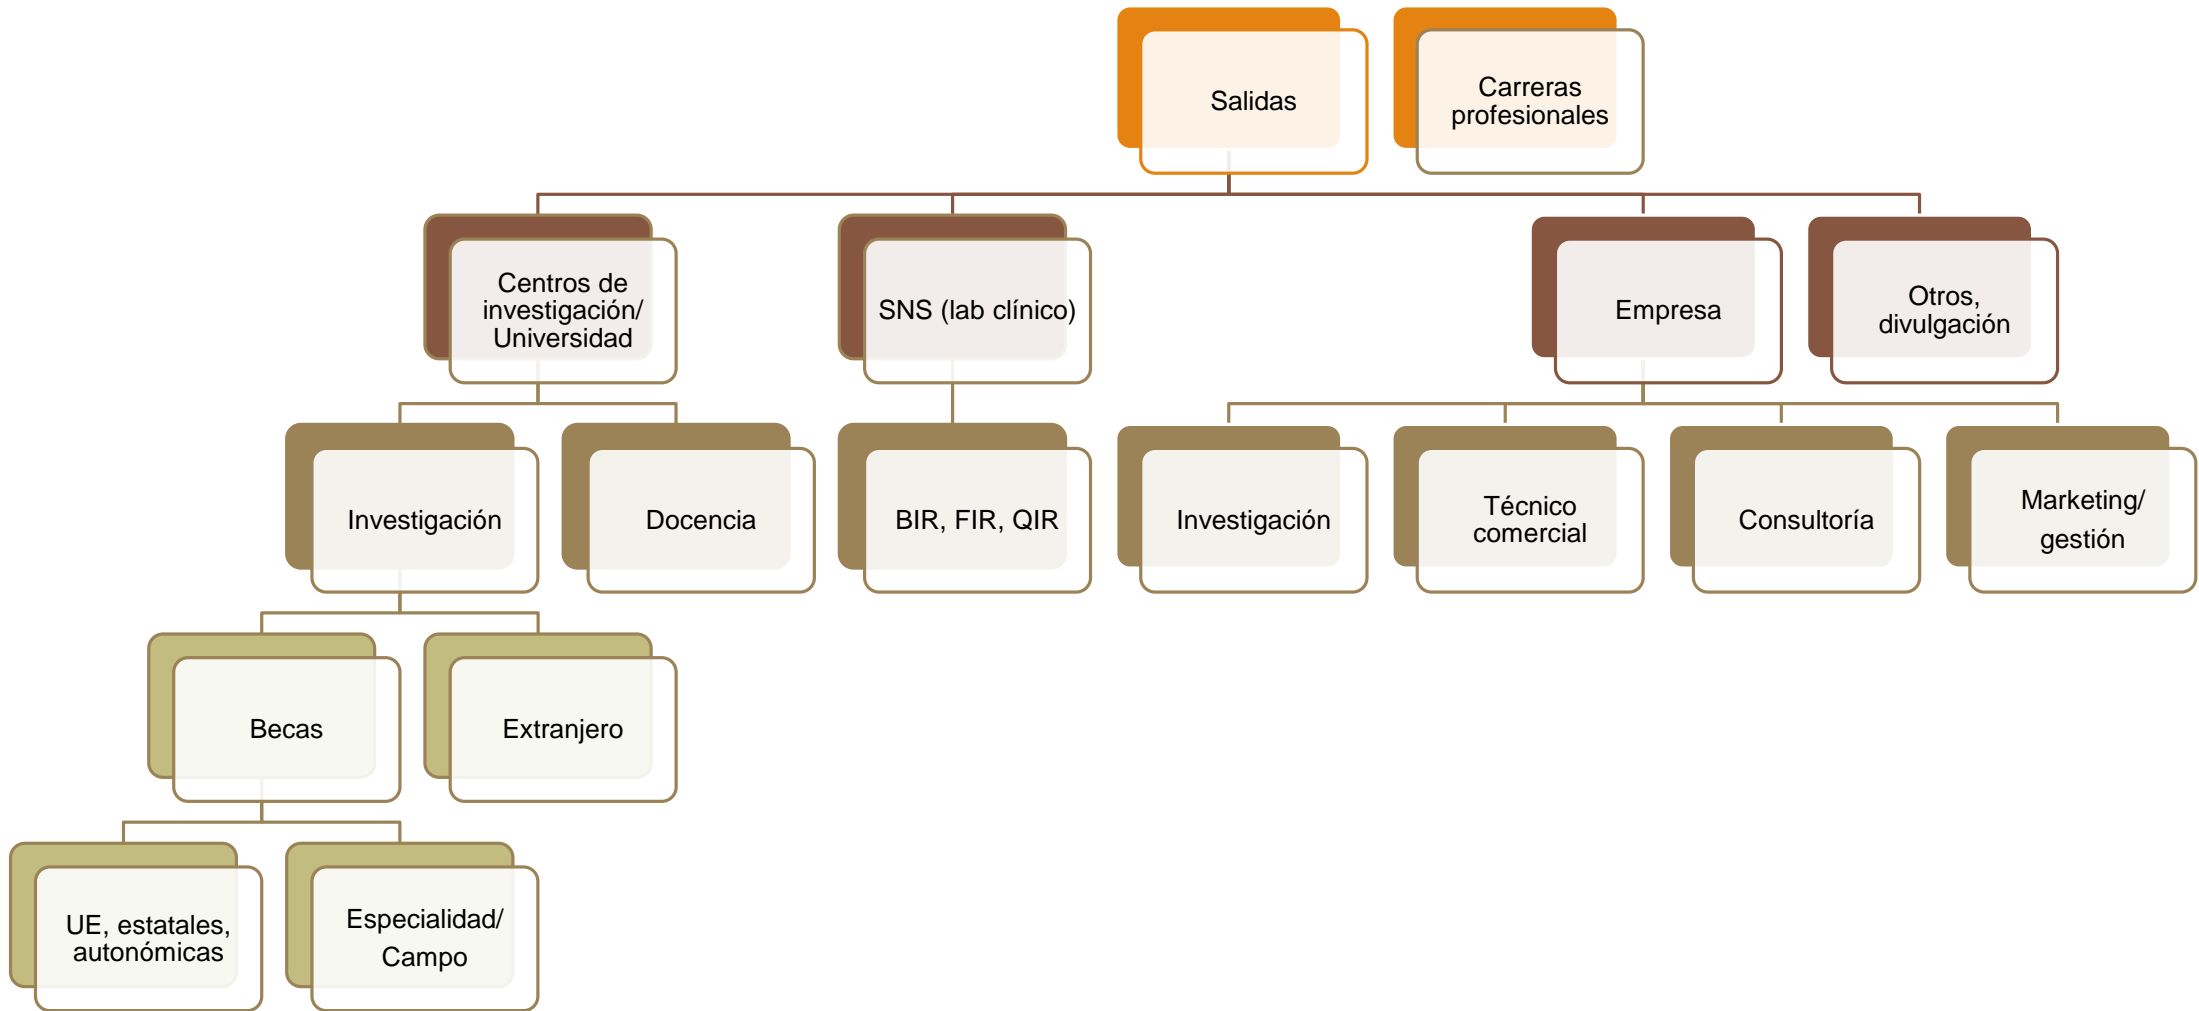 Salidas
Carreras
profesionales
Centros de
investigación/
Universidad
SNS (lab clínico)
Empresa
Otros,
divulgación
Investigación
Docencia
BIR, FIR, QIR
Investigación
Técnico
comercial
Consultoría
Marketing/
gestión
Becas
Extranjero
UE, estatales,
autonómicas
Especialidad/
Campo